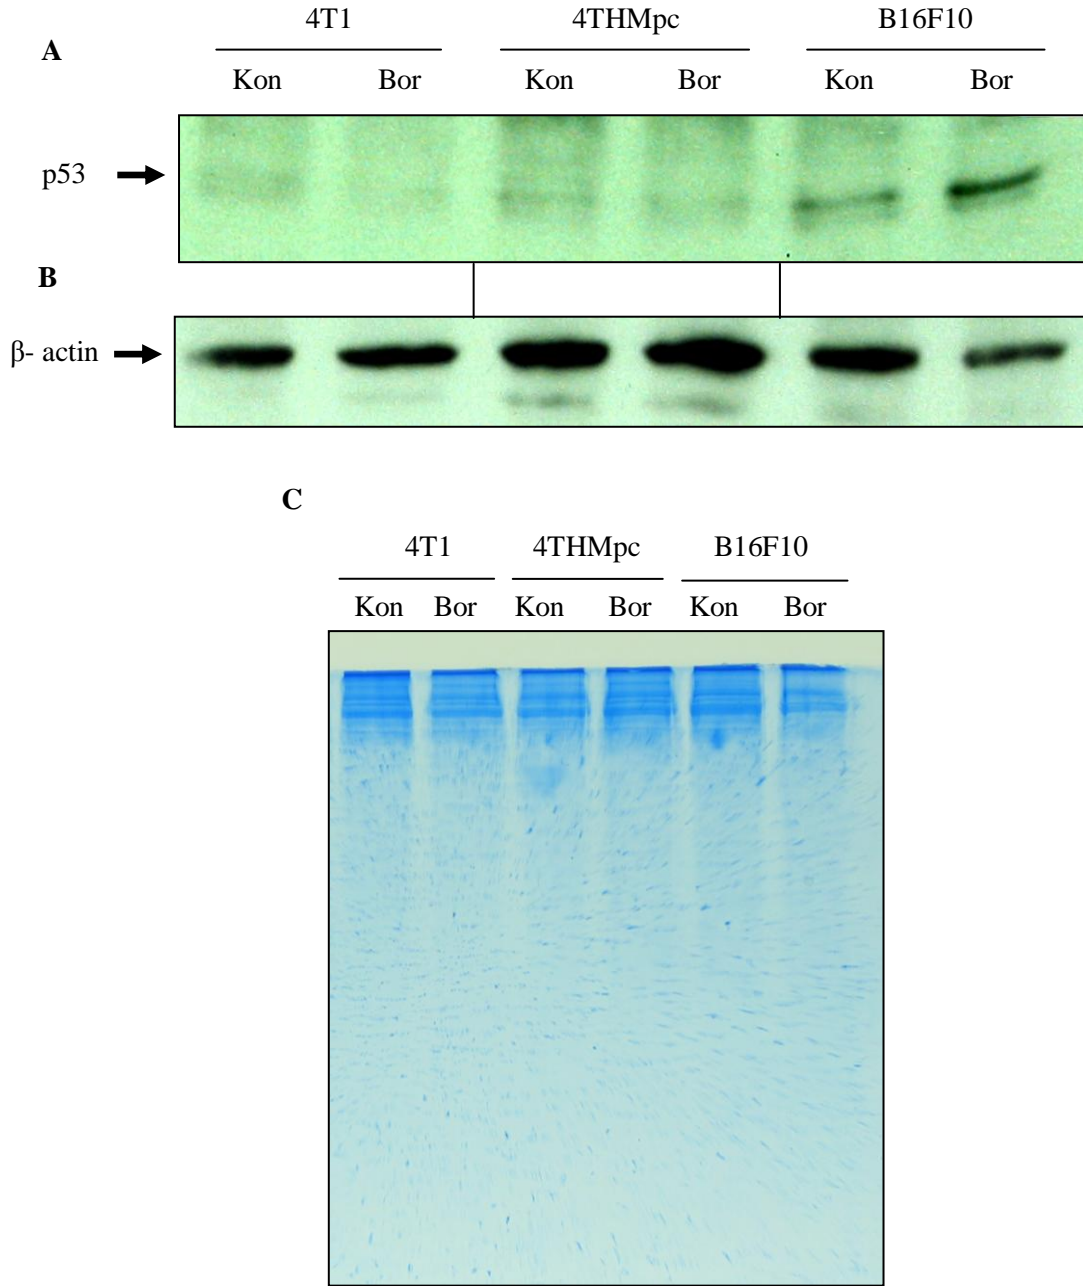 4T1 4THMpc B16F10
A
Kon Bor Kon Bor Kon Bor
p53
B
β- actin
C
4T1 4THMpc B16F10
Kon Bor Kon Bor Kon Bor